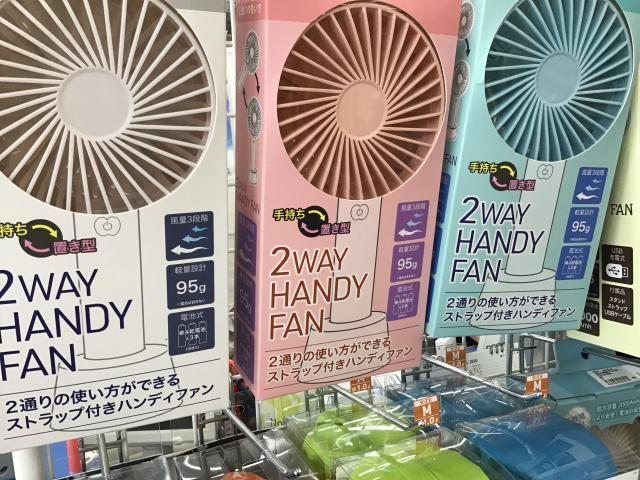 手持ち
置き型
2WAY
HANDY
FAN
風量3段階
軽量設計
95g
電池式
2通りの使い方ができる
ストラップ付きハンディファン
2WAY HANDY FAN
手持ち
置き型
2WAY
HANDY
FAN
風量3段階
軽量設計
95g
電池式
2通りの使い方ができる
ストラップ付きハンディファン
手持ち
置き型
2WAY
HANDY
FAN
風量3段階
軽量設計
95g
電池式
2通りの使い方ができる
ストラップ付きハンディファン
FAN
USB
充電式
付属品
スタンド
ストラップ
USBケーブル
M
M
M